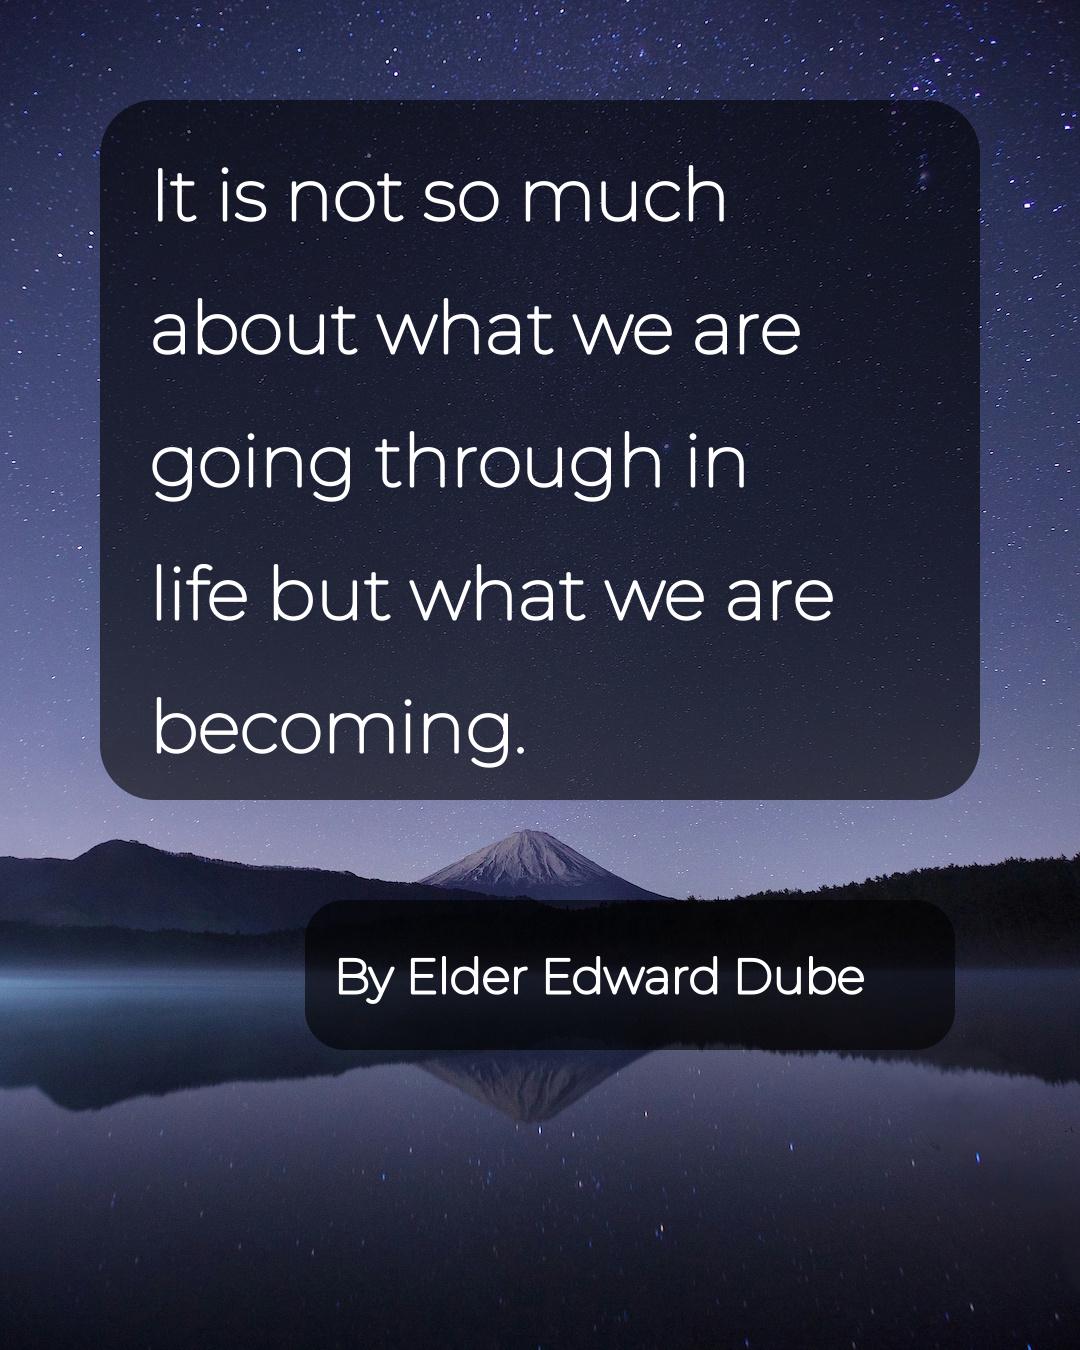 It is not so much
about what we are
going through in
life but what we are
becoming.
By Elder Edward Dube